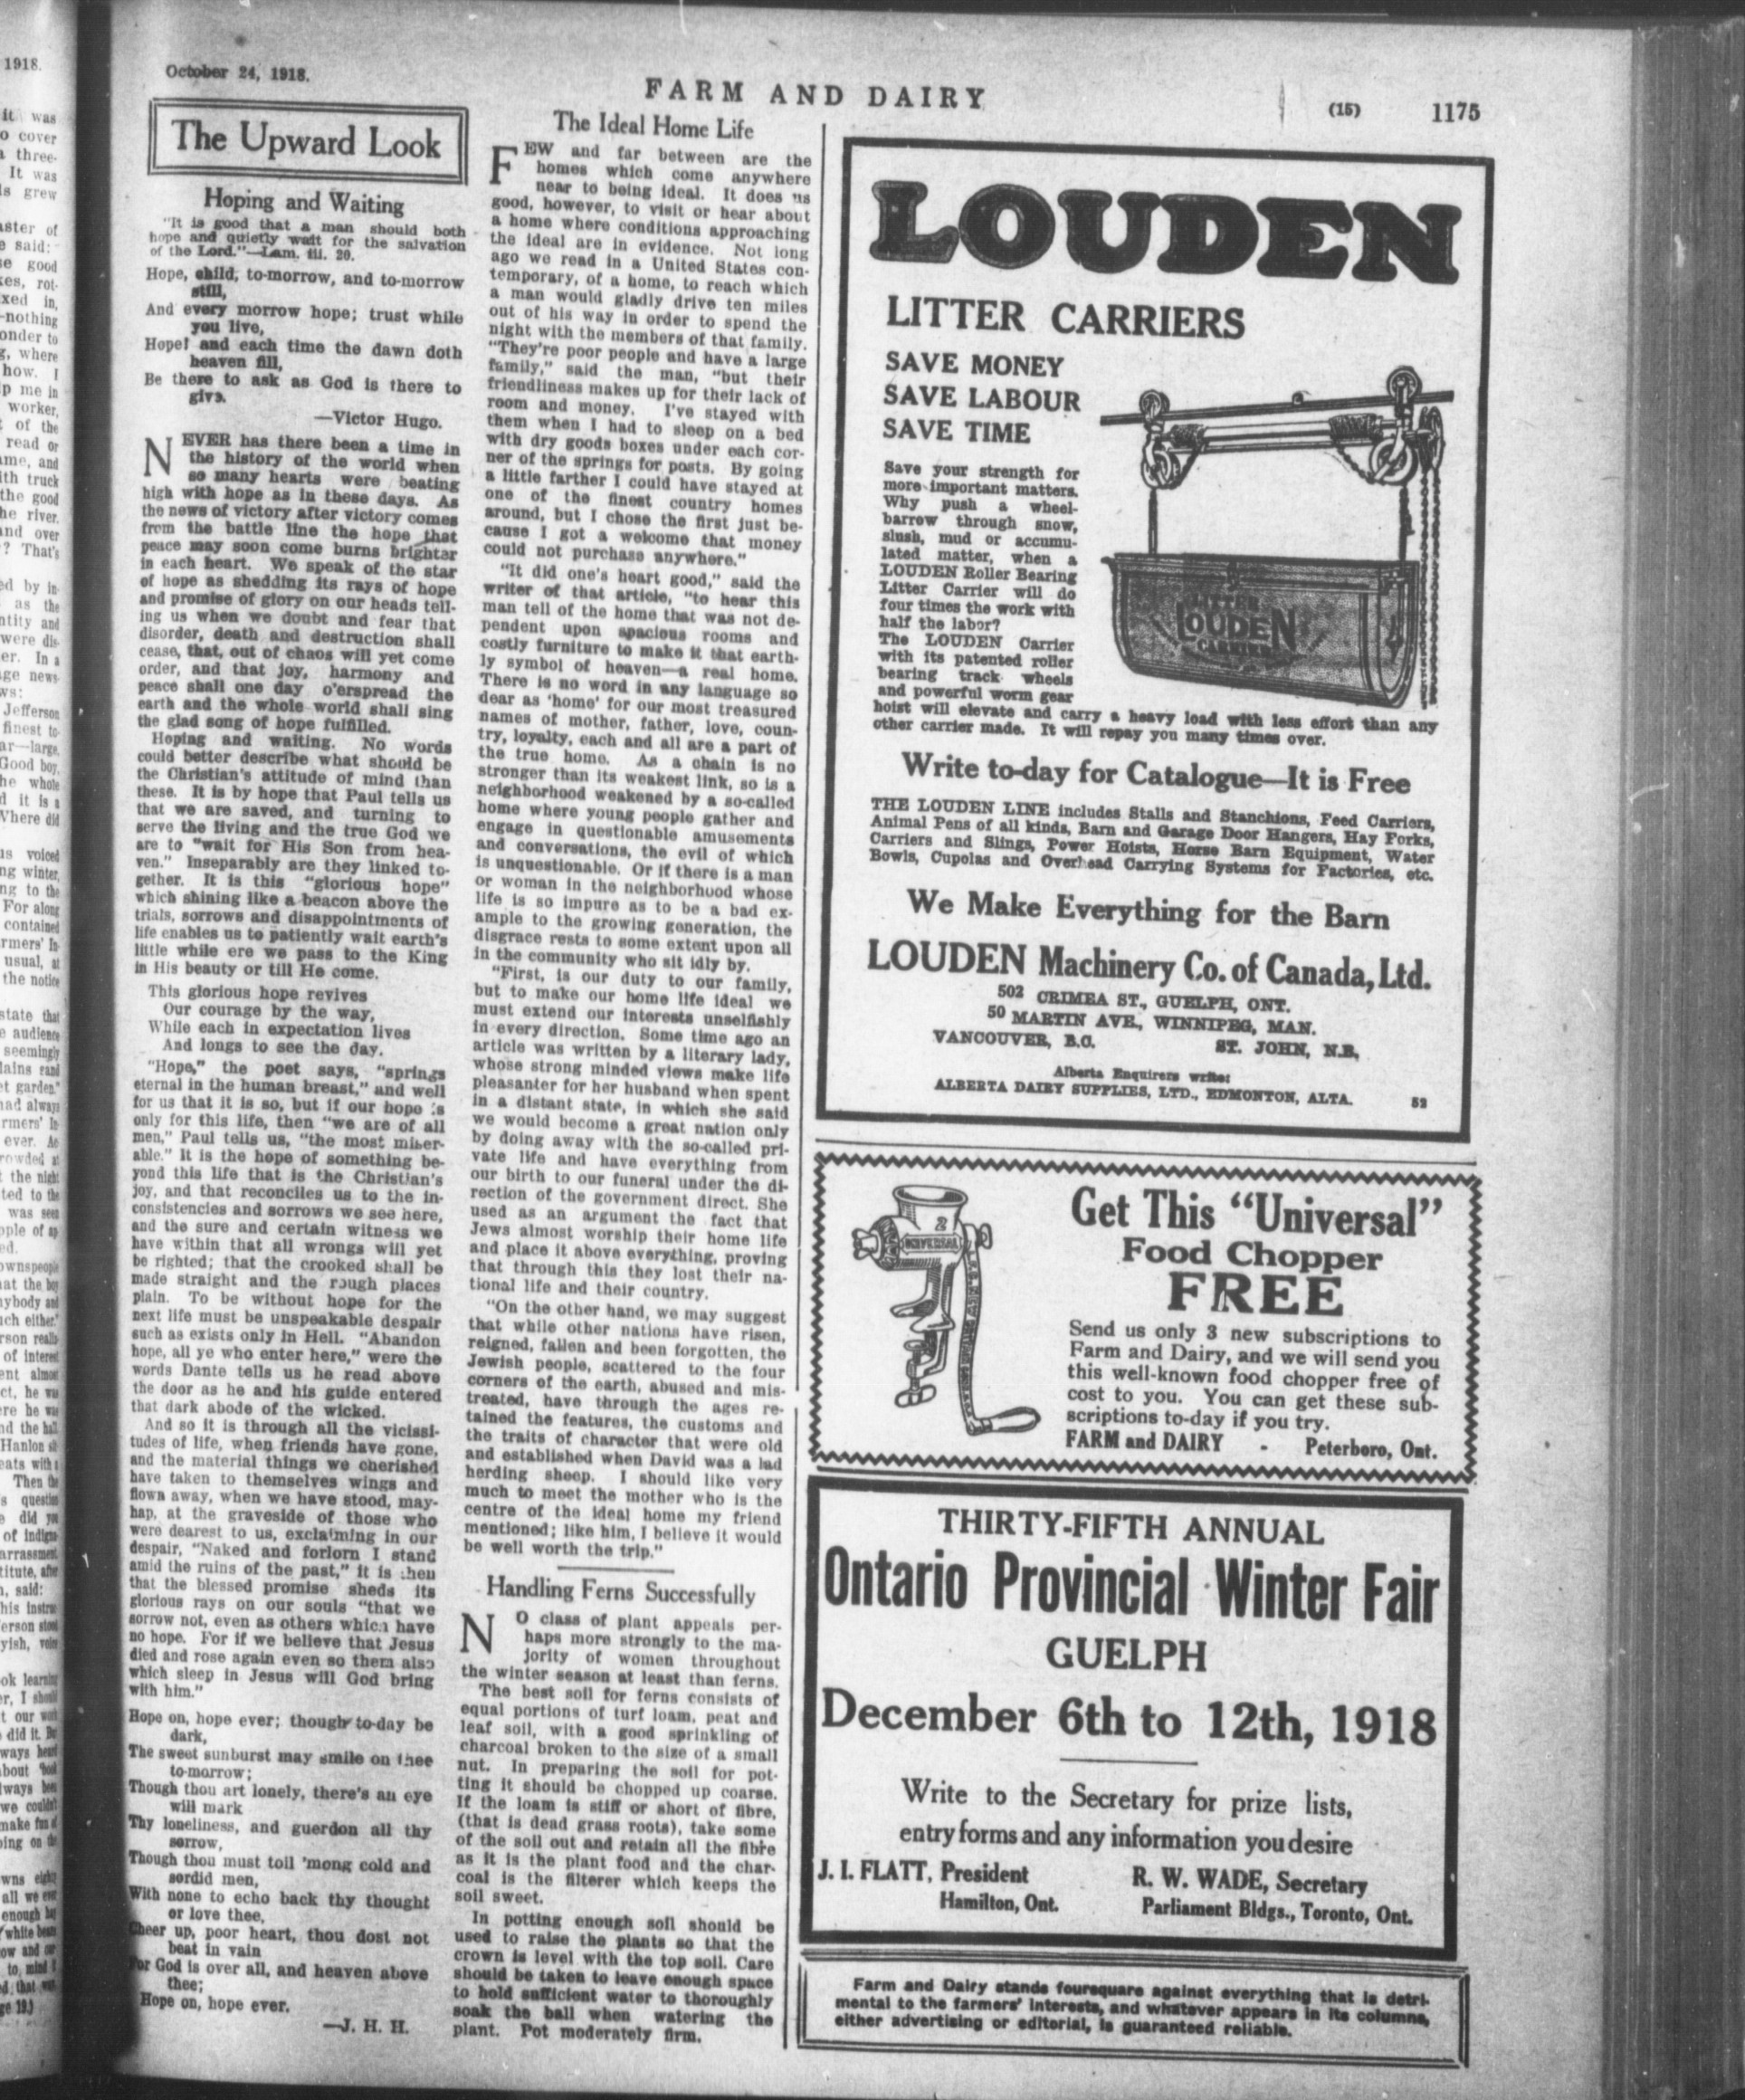 October 24, 1918.
FARM AND DAIRY
(15) 1175
The Upward Look
Hoping and Waiting
"It is good that a man should both
hope and quietly wait for the salvation
of the Lord."—Lam. iii. 20.
Hope, child, to-morrow, and to-morrow
still,
And every morrow hope; trust while
you live,
Hope! and each time the dawn doth
heaven fill,
Be there to ask as God is there to
give.
—Victor Hugo.
NEVER has there been a time in
the history of the world when
so many hearts were beating
high with hope as in these days. As
the news of victory after victory comes
from the battle line the hope that
peace may soon come burns brighter
in each heart. We speak of the star
of hope as shedding its rays of hope
and promise of glory on our heads tell-
ing us when we doubt and fear that
disorder, death and destruction shall
cease, that, out of chaos will yet come
order, and that joy, harmony and
peace shall one day o'erspread the
earth and the whole world shall sing
the glad song of hope fulfilled.
Hoping and waiting. No words
could better describe what should be
the Christian's attitude of mind than
these. It is by hope that Paul tells us
that we are saved, and turning to
serve the living and the true God we
are to "wait for His Son from hea-
ven." Inseparably are they linked to-
gether. It is this "glorious hope"
which shining like a beacon above the
trials, sorrows and disappointments of
life enables us to patiently wait earth's
little while ere we pass to the King
in His beauty or till He come.
This glorious hope revives
Our courage by the way,
While each in expectation lives
And longs to see the day.
"Hope," the poet says, "springs
eternal in the human breast," and well
for us that it is so, but if our hope is
only for this life, then "we are of all
men," Paul tells us, "the most miser-
able." It is the hope of something be-
yond this life that is the Christian's
joy, and that reconciles us to the in-
consistencies and sorrows we see here,
and the sure and certain witness we
have within that all wrongs will yet
be righted; that the crooked shall be
made straight and the rough places
plain. To be without hope for the
next life must be unspeakable despair
such as exists only in Hell. "Abandon
hope, all ye who enter here," were the
words Dante tells us he read above
the door as he and his guide entered
that dark abode of the wicked.
And so it is through all the vicissi-
tudes of life, when friends have gone,
and the material things we cherished
have taken to themselves wings and
flown away, when we have stood, may-
hap, at the graveside of those who
were dearest to us, exclaiming in our
despair, "Naked and forlorn I stand
amid the ruins of the past," it is then
that the blessed promise sheds its
glorious rays on our souls "that we
sorrow not, even as others which have
no hope. For if we believe that Jesus
died and rose again even so them also
which sleep in Jesus will God bring
with him."
Hope on, hope ever; though to-day be
dark,
The sweet sunburst may smile on thee
to-morrow;
Though thou art lonely, there's an eye
will mark
Thy loneliness, and guerdon all thy
sorrow,
Though thou must toil 'mong cold and
sordid men,
With none to echo back thy thought
or love thee,
Cheer up, poor heart, thou dost not
beat in vain
For God is over all, and heaven above
thee;
Hope on, hope ever.
—J. H. H.
The Ideal Home Life
FEW and far between are the
homes which come anywhere
near to being ideal. It does us
good, however, to visit or hear about
a home where conditions approaching
the ideal are in evidence. Not long
ago we read in a United States con-
temporary, of a home, to reach which
a man would gladly drive ten miles
out of his way in order to spend the
night with the members of that family.
"They're poor people and have a large
family," said the man, "but their
friendliness makes up for their lack of
room and money. I've stayed with
them when I had to sleep on a bed
with dry goods boxes under each cor-
ner of the springs for posts. By going
a little farther I could have stayed at
one of the finest country homes
around, but I chose the first just be-
cause I got a welcome that money
could not purchase anywhere."
"It did one's heart good," said the
writer of that article, "to hear this
man tell of the home that was not de-
pendent upon spacious rooms and
costly furniture to make it that earth-
ly symbol of heaven—a real home.
There is no word in any language so
dear as 'home' for our most treasured
names of mother, father, love, coun-
try, loyalty, each and all are a part of
the true home. As a chain is no
stronger than its weakest link, so is a
neighborhood weakened by a so-called
home where young people gather and
engage in questionable amusements
and conversations, the evil of which
is unquestionable. Or if there is a man
or woman in the neighborhood whose
life is so impure as to be a bad ex-
ample to the growing generation, the
disgrace rests to some extent upon all
in the community who sit idly by.
"First, is our duty to our family,
but to make our home life ideal we
must extend our interests unselfishly
in every direction. Some time ago an
article was written by a literary lady,
whose strong minded views make life
pleasanter for her husband when spent
in a distant state, in which she said
we would become a great nation only
by doing away with the so-called pri-
vate life and have everything from
our birth to our funeral under the di-
rection of the government direct. She
used as an argument the fact that
Jews almost worship their home life
and place it above everything, proving
that through this they lost their na-
tional life and their country.
"On the other hand, we may suggest
that while other nations have risen,
reigned, fallen and been forgotten, the
Jewish people, scattered to the four
corners of the earth, abused and mis-
treated, have through the ages re-
tained the features, the customs and
the traits of character that were old
and established when David was a lad
herding sheep. I should like very
much to meet the mother who is the
centre of the ideal home my friend
mentioned; like him, I believe it would
be well worth the trip."
Handling Ferns Successfully
NO class of plant appeals per-
haps more strongly to the ma-
jority of women throughout
the winter season at least than ferns.
The best soil for ferns consists of
equal portions of turf loam, peat and
leaf soil, with a good sprinkling of
charcoal broken to the size of a small
nut. In preparing the soil for pot-
ting it should be chopped up coarse.
If the loam is stiff or short of fibre,
(that is dead grass roots), take some
of the soil out and retain all the fibre
as it is the plant food and the char-
coal is the filterer which keeps the
soil sweet.
In potting enough soil should be
used to raise the plants so that the
crown is level with the top soil. Care
should be taken to leave enough space
to hold sufficient water to thoroughly
soak the ball when watering the
plant. Pot moderately firm.
LOUDEN
LITTER CARRIERS
SAVE MONEY
SAVE LABOUR
SAVE TIME
Save your strength for
more important matters.
Why push a wheel-
barrow through snow,
slush, mud or accumu-
lated matter, when a
LOUDEN Roller Bearing
Litter Carrier will do
four times the work with
half the labor?
The LOUDEN Carrier
with its patented roller
bearing track wheels
and powerful worm gear
hoist will elevate and carry a heavy load with less effort than any
other carrier made. It will repay you many times over.
LITTER
LOUDEN
CARRIER
Write to-day for Catalogue—It is Free
THE LOUDEN LINE includes Stalls and Stanchions, Feed Carriers,
Animal Pens of all kinds, Barn and Garage Door Hangers, Hay Forks,
Carriers and Slings, Power Hoists, Horse Barn Equipment, Water
Bowls, Cupolas and Overhead Carrying Systems for Factories, etc.
We Make Everything for the Barn
LOUDEN Machinery Co. of Canada, Ltd.
502 CRIMEA ST., GUELPH, ONT.
50 MARTIN AVE., WINNIPEG, MAN.
VANCOUVER, B.C. ST. JOHN, N.B.
Alberta Enquirers write:
ALBERTA DAIRY SUPPLIES, LTD., EDMONTON, ALTA. 52
2
UNIVERSAL
Get This "Universal"
Food Chopper
FREE
Send us only 3 new subscriptions to
Farm and Dairy, and we will send you
this well-known food chopper free of
cost to you. You can get these sub-
scriptions to-day if you try.
FARM and DAIRY - Peterboro, Ont.
THIRTY-FIFTH ANNUAL
Ontario Provincial Winter Fair
GUELPH
December 6th to 12th, 1918
Write to the Secretary for prize lists,
entry forms and any information you desire
J. I. FLATT, President R. W. WADE, Secretary
Hamilton, Ont. Parliament Bldgs., Toronto, Ont.
Farm and Dairy stands foursquare against everything that is detri-
mental to the farmers' interests, and whatever appears in its columns,
either advertising or editorial, is guaranteed reliable.